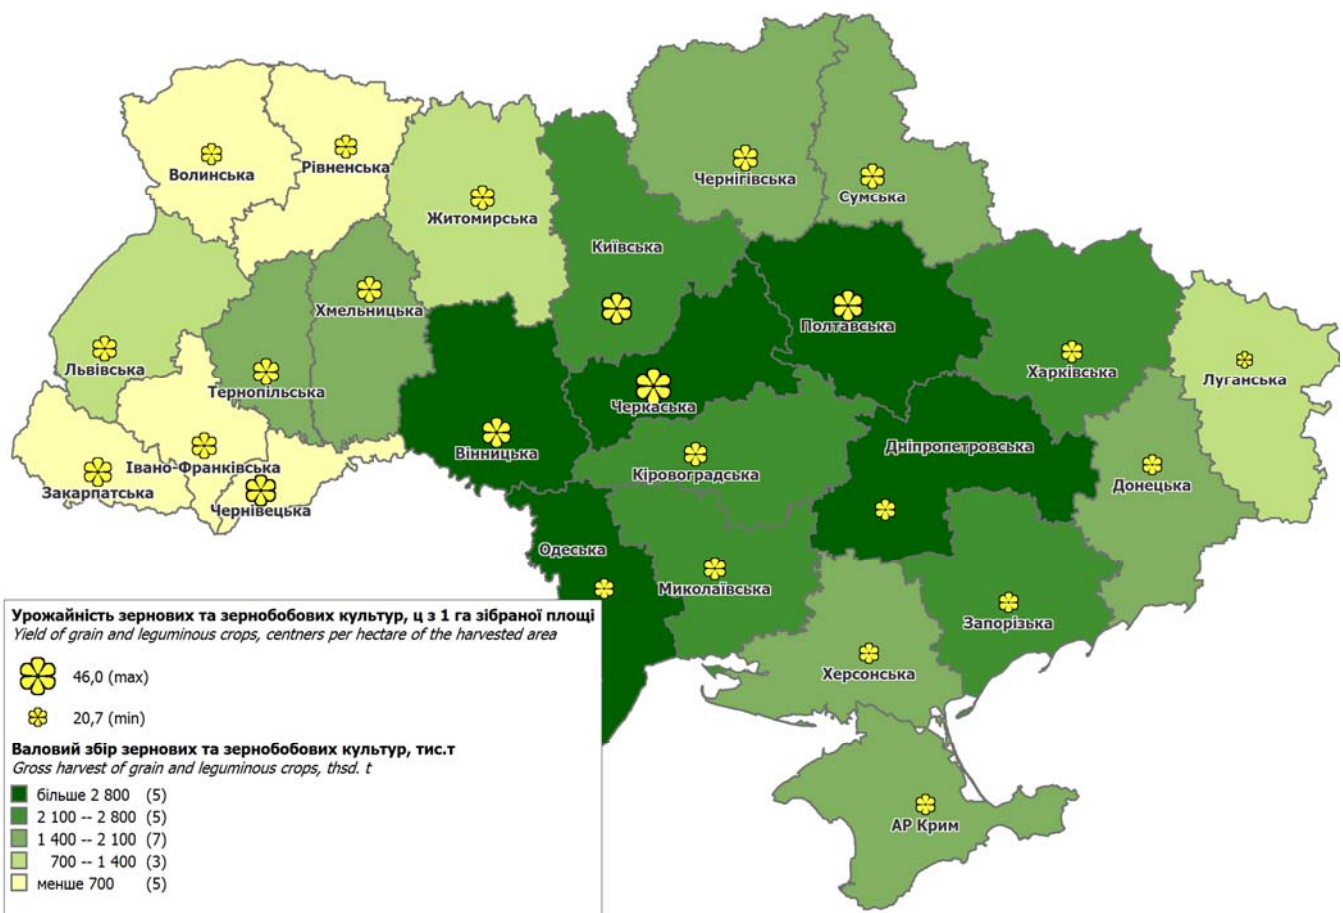 Волинська
Рівненська
Житомирська
Київська
Чернігівська
Сумська
Львівська
Тернопільська
Хмельницька
Вінницька
Черкаська
Полтавська
Харківська
Луганська
Закарпатська
Івано-Франківська
Чернівецька
Кіровоградська
Дніпропетровська
Донецька
Одеська
Миколаївська
Запорізька
Херсонська
АР Крим
Урожайність зернових та зернобобових культур, ц з 1 га зібраної площі
Yield of grain and leguminous crops, centners per hectare of the harvested area
46,0 (max)
20,7 (min)
Валовий збір зернових та зернобобових культур, тис.т
Gross harvest of grain and leguminous crops, thsd. t
більше 2 800 (5)
2 100 -- 2 800 (5)
1 400 -- 2 100 (7)
700 -- 1 400 (3)
менше 700 (5)